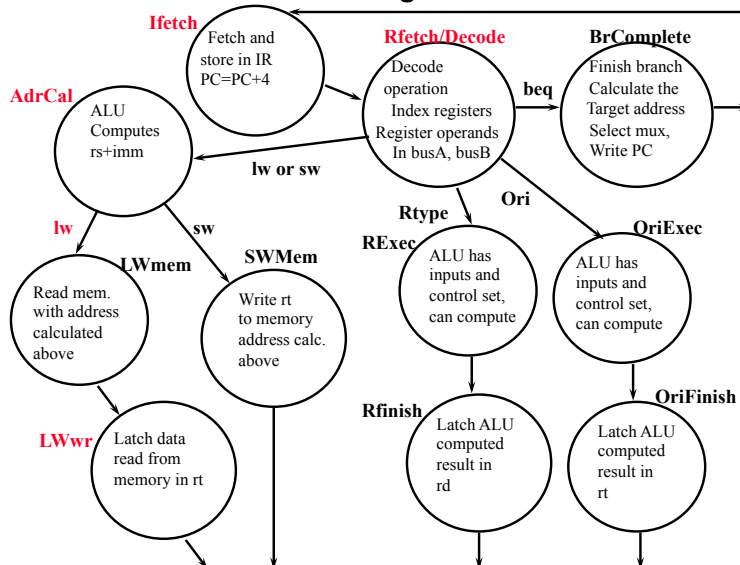 Ifetch
Fetch and
store in IR
PC=PC+4
Rfetch/Decode
Decode
operation
Index registers
Register operands
In busA, busB
beq
BrComplete
Finish branch
Calculate the
Target address
Select mux,
Write PC
AdrCal
ALU
Computes
rs+imm
lw or sw
lw
sw
Rtype
Ori
LWmem
Read mem.
with address
calculated
above
SWMem
Write rt
to memory
address calc.
above
RExec
ALU has
inputs and
control set,
can compute
OriExec
ALU has
inputs and
control set,
can compute
LWwr
Latch data
read from
memory in rt
Rfinish
Latch ALU
computed
result in
rd
OriFinish
Latch ALU
computed
result in
rt